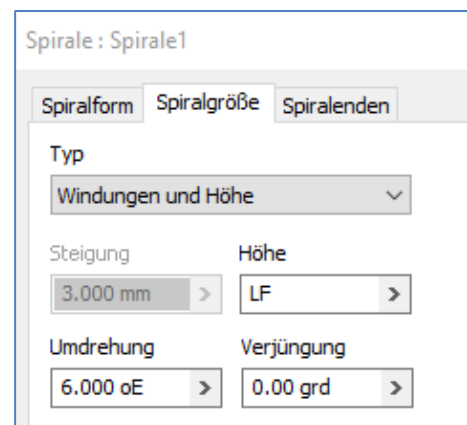 Spirale : Spirale1
Spiralform Spiralgröße Spiralenden
Typ
Windungen und Höhe
Steigung Höhe
3.000 mm LF
Umdrehung Verjüngung
6.000 oE 0.00 grd